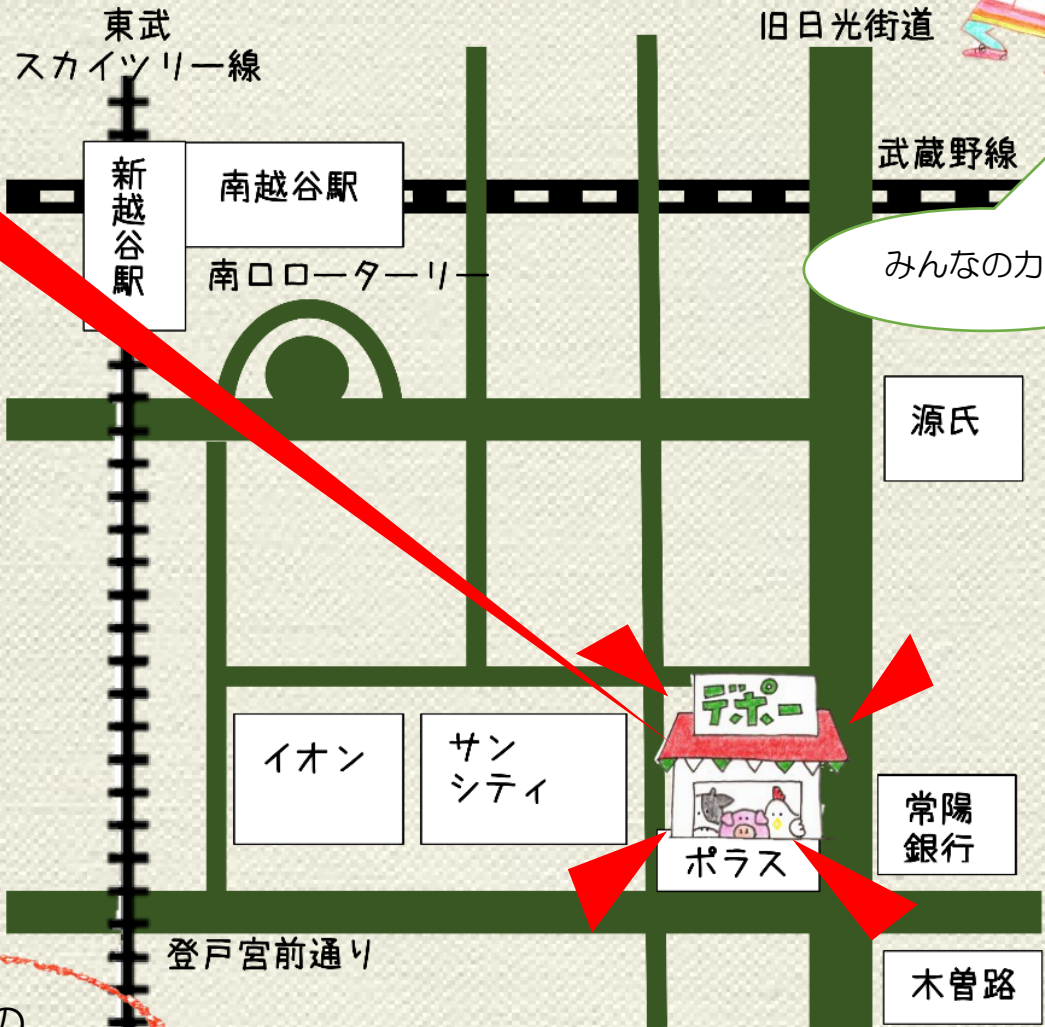 東武
スカイツリー線
旧日光街道
武蔵野線
新越谷駅
南越谷駅
南口ロータリー
みんなの力
源氏
デポー
イオン
サン
シティ
常陽
銀行
ポラス
登戸宮前通り
木曽路
の